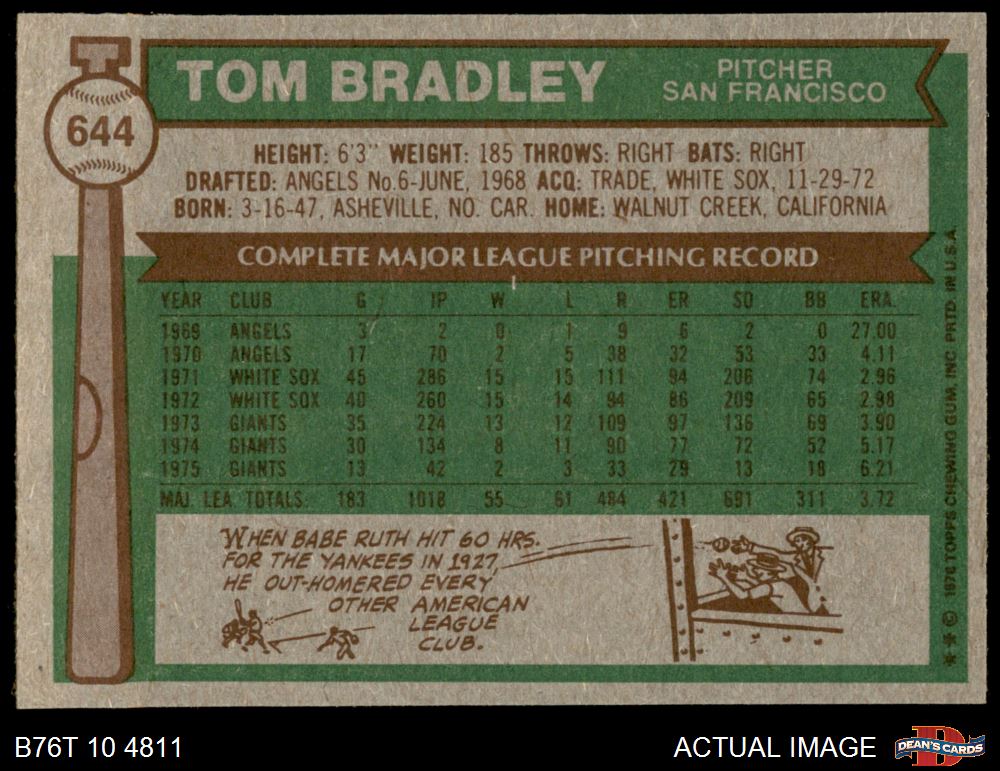 644
TOM BRADLEY
PITCHER
SAN FRANCISCO
HEIGHT: 6'3" WEIGHT: 185 THROWS: RIGHT BATS: RIGHT
DRAFTED: ANGELS No.6-JUNE, 1968 ACQ: TRADE, WHITE SOX, 11-29-72
BORN: 3-16-47, ASHEVILLE, NO. CAR. HOME: WALNUT CREEK, CALIFORNIA
COMPLETE MAJOR LEAGUE PITCHING RECORD
YEAR CLUB G IP W L R ER SO BB ERA.
1969 ANGELS 3 2 0 1 9 6 2 0 27.00
1970 ANGELS 17 70 2 5 38 32 53 33 4.11
1971 WHITE SOX 45 286 15 15 111 94 206 74 2.96
1972 WHITE SOX 40 260 15 14 94 86 209 65 2.98
1973 GIANTS 35 224 13 12 109 97 136 69 3.90
1974 GIANTS 30 134 8 11 90 77 72 52 5.17
1975 GIANTS 13 42 2 3 33 29 13 18 6.21
MAJ. LEA. TOTALS. 183 1018 55 61 484 421 691 311 3.72
WHEN BABE RUTH HIT 60 HRS.
FOR THE YANKEES IN 1927,
HE OUT-HOMERED EVERY
OTHER AMERICAN
LEAGUE
CLUB.
* * © 1976 TOPPS CHEWING GUM, INC. PRTD. IN U.S.A.
B76T 10 4811
ACTUAL IMAGE
D
DEAN'S CARDS